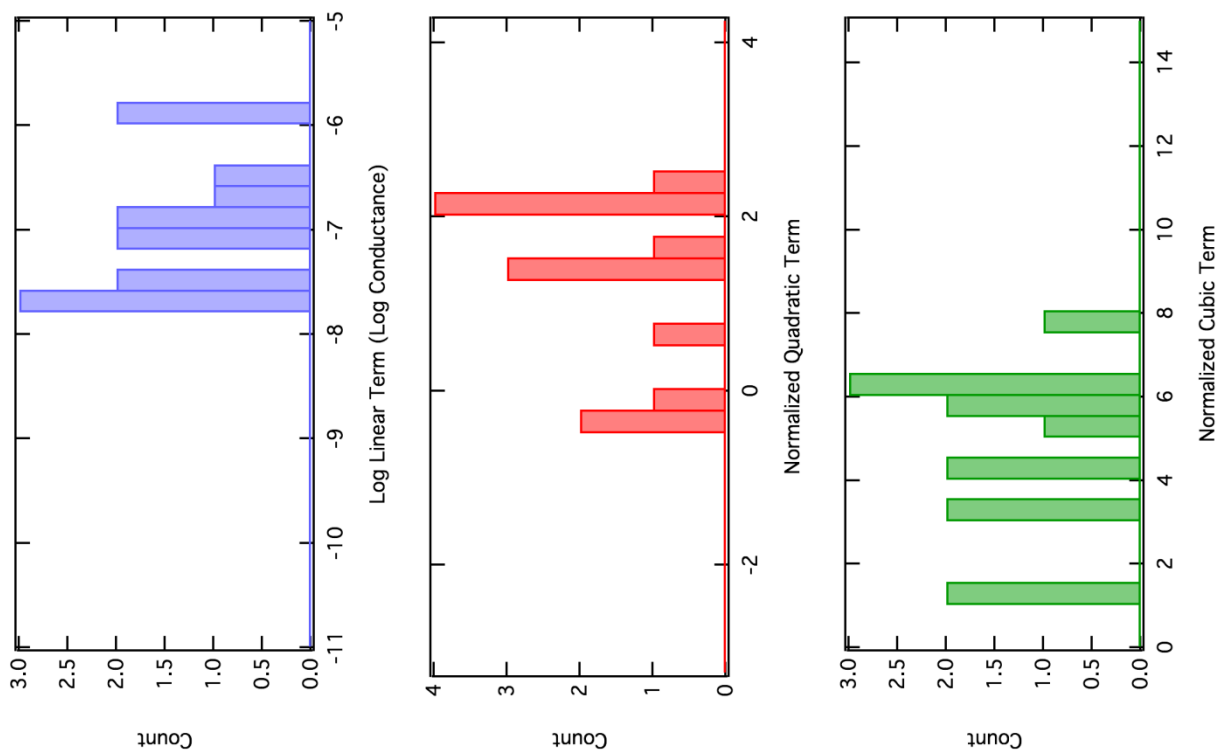 Count
3.0
2.5
2.0
1.5
1.0
0.5
0.0
-11 -10 -9 -8 -7 -6 -5
Log Linear Term (Log Conductance)
Count
4
3
2
1
0
-2 0 2 4
Normalized Quadratic Term
Count
3.0
2.5
2.0
1.5
1.0
0.5
0.0
0 2 4 6 8 10 12 14
Normalized Cubic Term